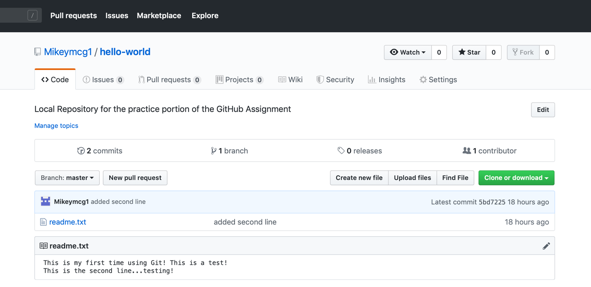 / Pull requests Issues Marketplace Explore
Mikeymcg1 / hello-world Watch 0 Star 0 Fork 0
Code Issues 0 Pull requests 0 Projects 0 Wiki Security Insights Settings
Local Repository for the practice portion of the GitHub Assignment Edit
Manage topics
2 commits 1 branch 0 releases 1 contributor
Branch: master New pull request Create new file Upload files Find File Clone or download
Mikeymcg1 added second line Latest commit 5bd7225 18 hours ago
readme.txt added second line 18 hours ago
readme.txt
This is my first time using Git! This is a test!
This is the second line...testing!